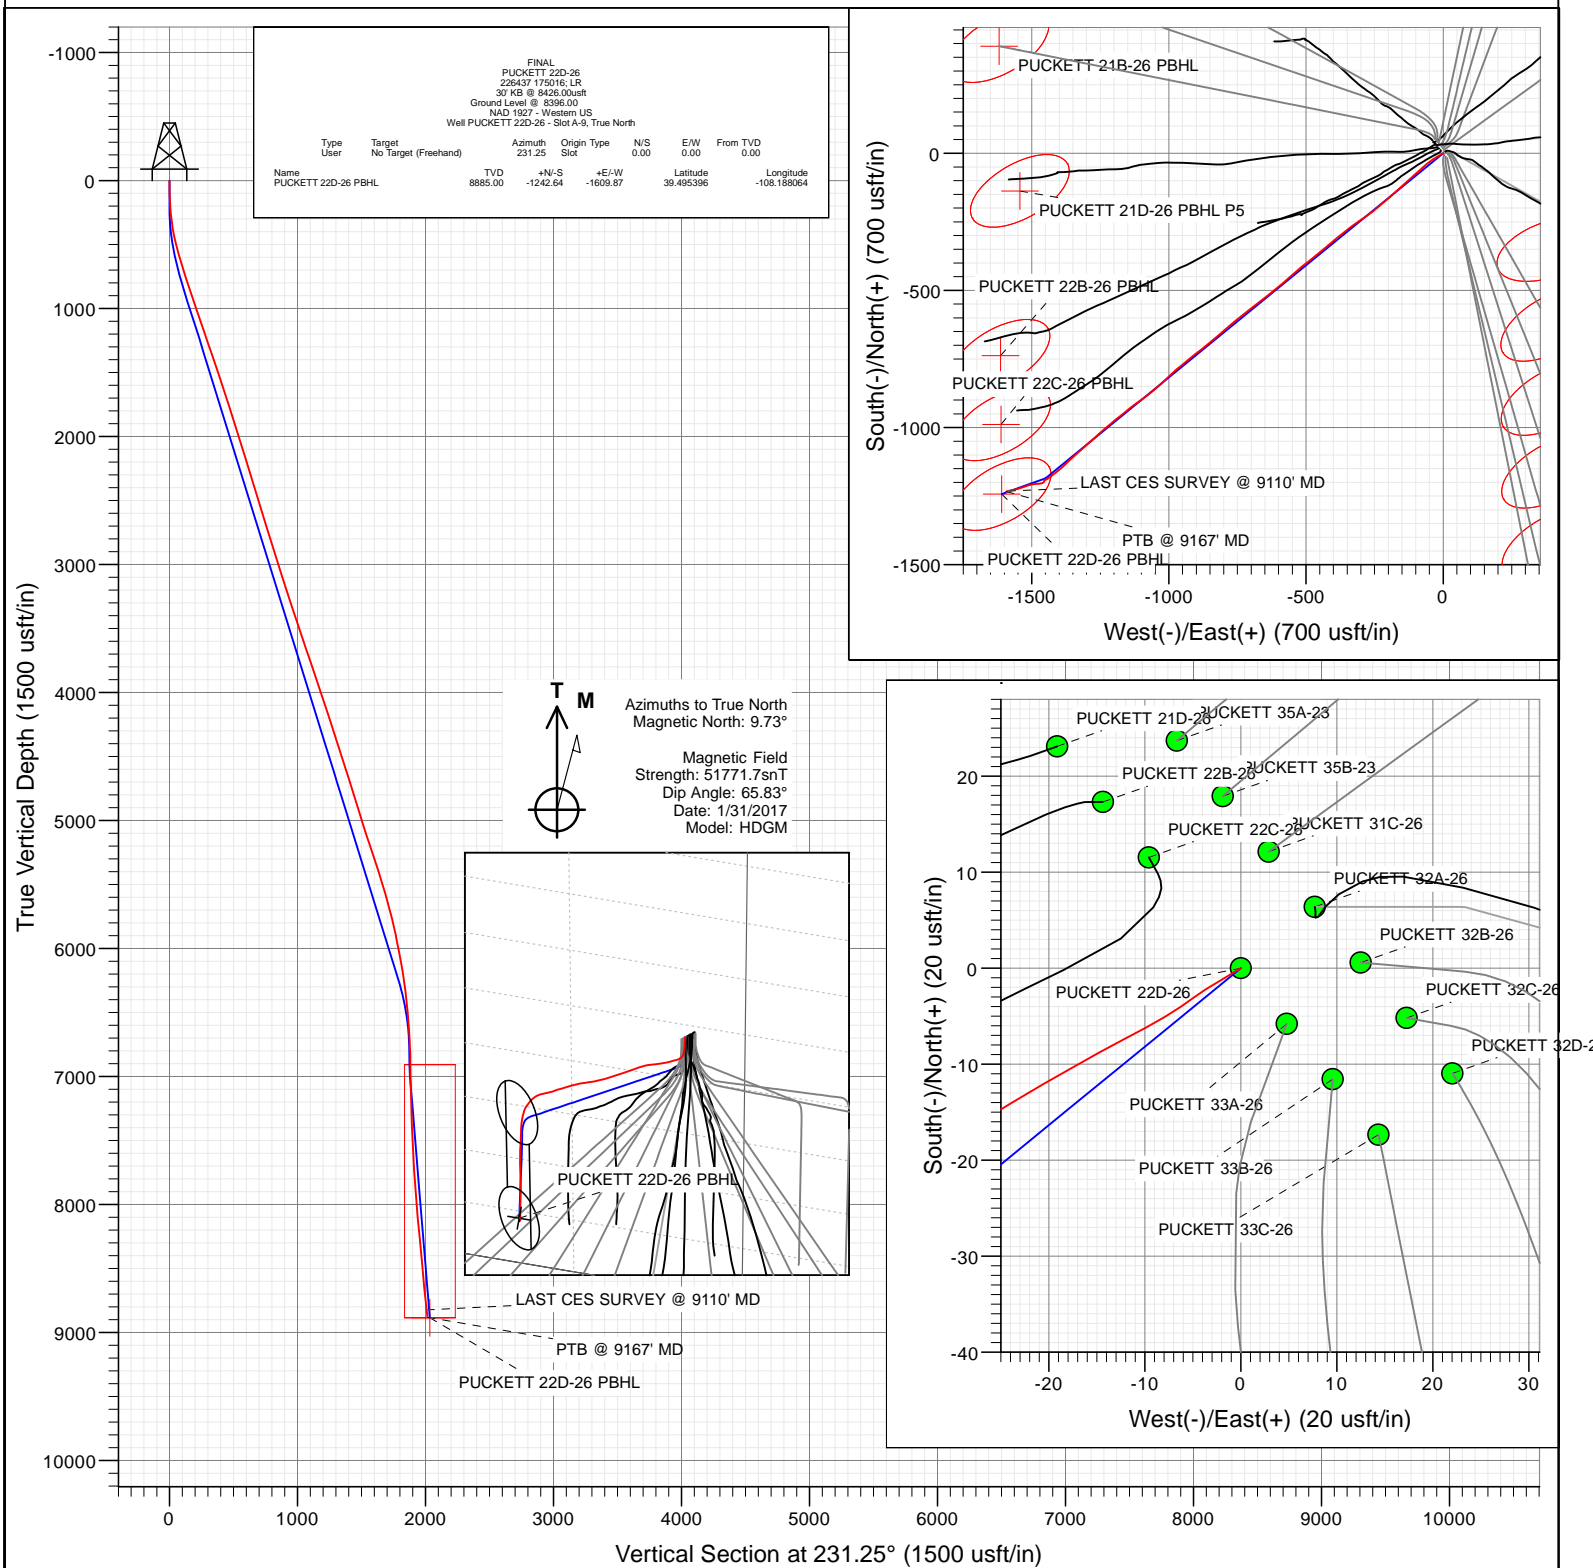 FINAL
PUCKETT 22D-26
226437 175016; LR
30' KB @ 8426.00usft
Ground Level @ 8396.00
NAD 1927 - Western US
Well PUCKETT 22D-26 - Slot A-9, True North
Type Target Azimuth Origin Type N/S E/W From TVD
User No Target (Freehand) 231.25 Slot 0.00 0.00 0.00
Name TVD +N/-S +E/-W Latitude Longitude
PUCKETT 22D-26 PBHL 8885.00 -1242.64 -1609.87 39.495396 -108.188064
-1000
0
1000
2000
3000
4000
5000
6000
7000
8000
9000
10000
True Vertical Depth (1500 usft/in)
0 1000 2000 3000 4000 5000 6000 7000 8000 9000 10000
Vertical Section at 231.25° (1500 usft/in)
LAST CES SURVEY @ 9110' MD
PTB @ 9167' MD
PUCKETT 22D-26 PBHL
T M
Azimuths to True North
Magnetic North: 9.73°
Magnetic Field
Strength: 51771.7snT
Dip Angle: 65.83°
Date: 1/31/2017
Model: HDGM
PUCKETT 22D-26 PBHL
PUCKETT 21B-26 PBHL
PUCKETT 21D-26 PBHL P5
PUCKETT 22B-26 PBHL
PUCKETT 22C-26 PBHL
LAST CES SURVEY @ 9110' MD
PTB @ 9167' MD
PUCKETT 22D-26 PBHL
0
-500
-1000
-1500
South(-)/North(+) (700 usft/in)
-1500 -1000 -500 0
West(-)/East(+) (700 usft/in)
PUCKETT 21D-26
PUCKETT 35A-23
PUCKETT 22B-26
PUCKETT 35B-23
PUCKETT 22C-26
PUCKETT 31C-26
PUCKETT 32A-26
PUCKETT 32B-26
PUCKETT 22D-26
PUCKETT 32C-26
PUCKETT 32D-2
PUCKETT 33A-26
PUCKETT 33B-26
PUCKETT 33C-26
20
10
0
-10
-20
-30
-40
South(-)/North(+) (20 usft/in)
-20 -10 0 10 20 30
West(-)/East(+) (20 usft/in)